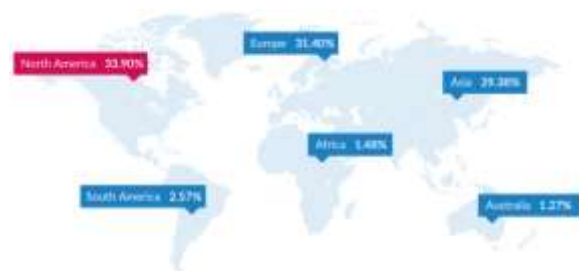 Europe 31.40%
North America 33.90%
Asia 29.38%
Africa 1.48%
South America 2.57%
Australia 1.27%